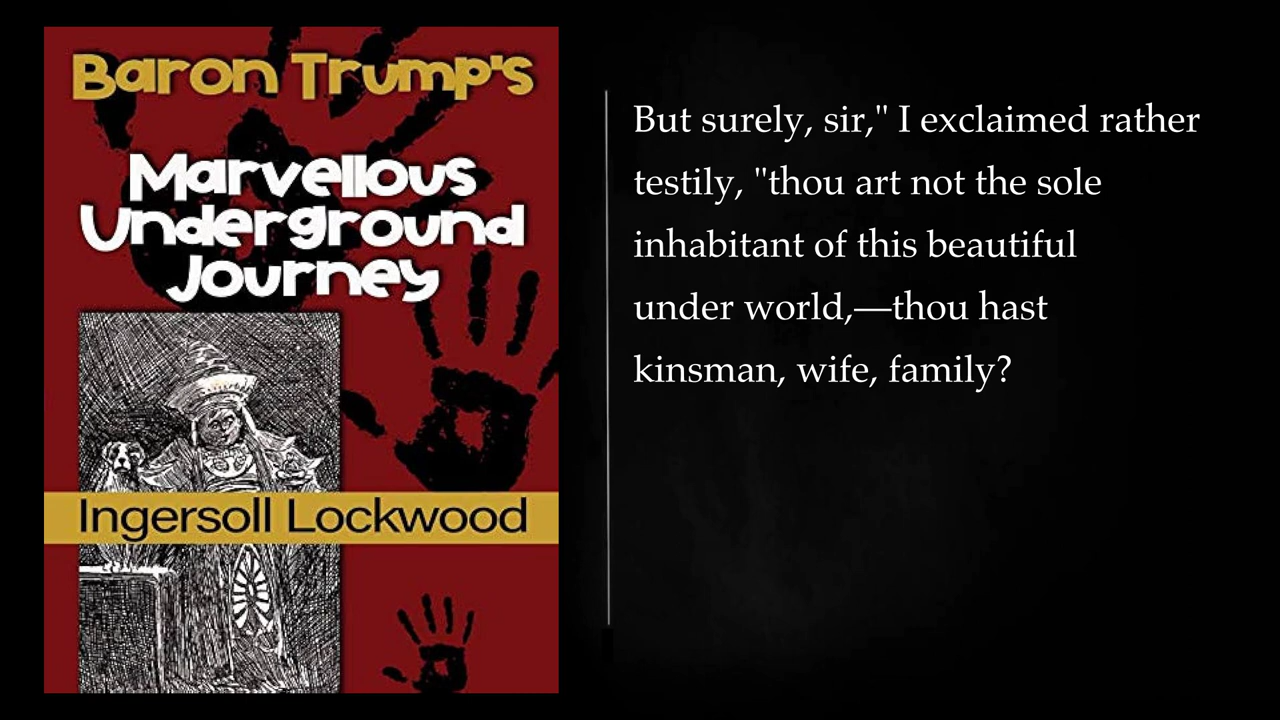 Baron Trump's
Marvellous
Underground
Journey
Ingersoll Lockwood
But surely, sir," I exclaimed rather
testily, "thou art not the sole
inhabitant of this beautiful
under world,—thou hast
kinsman, wife, family?